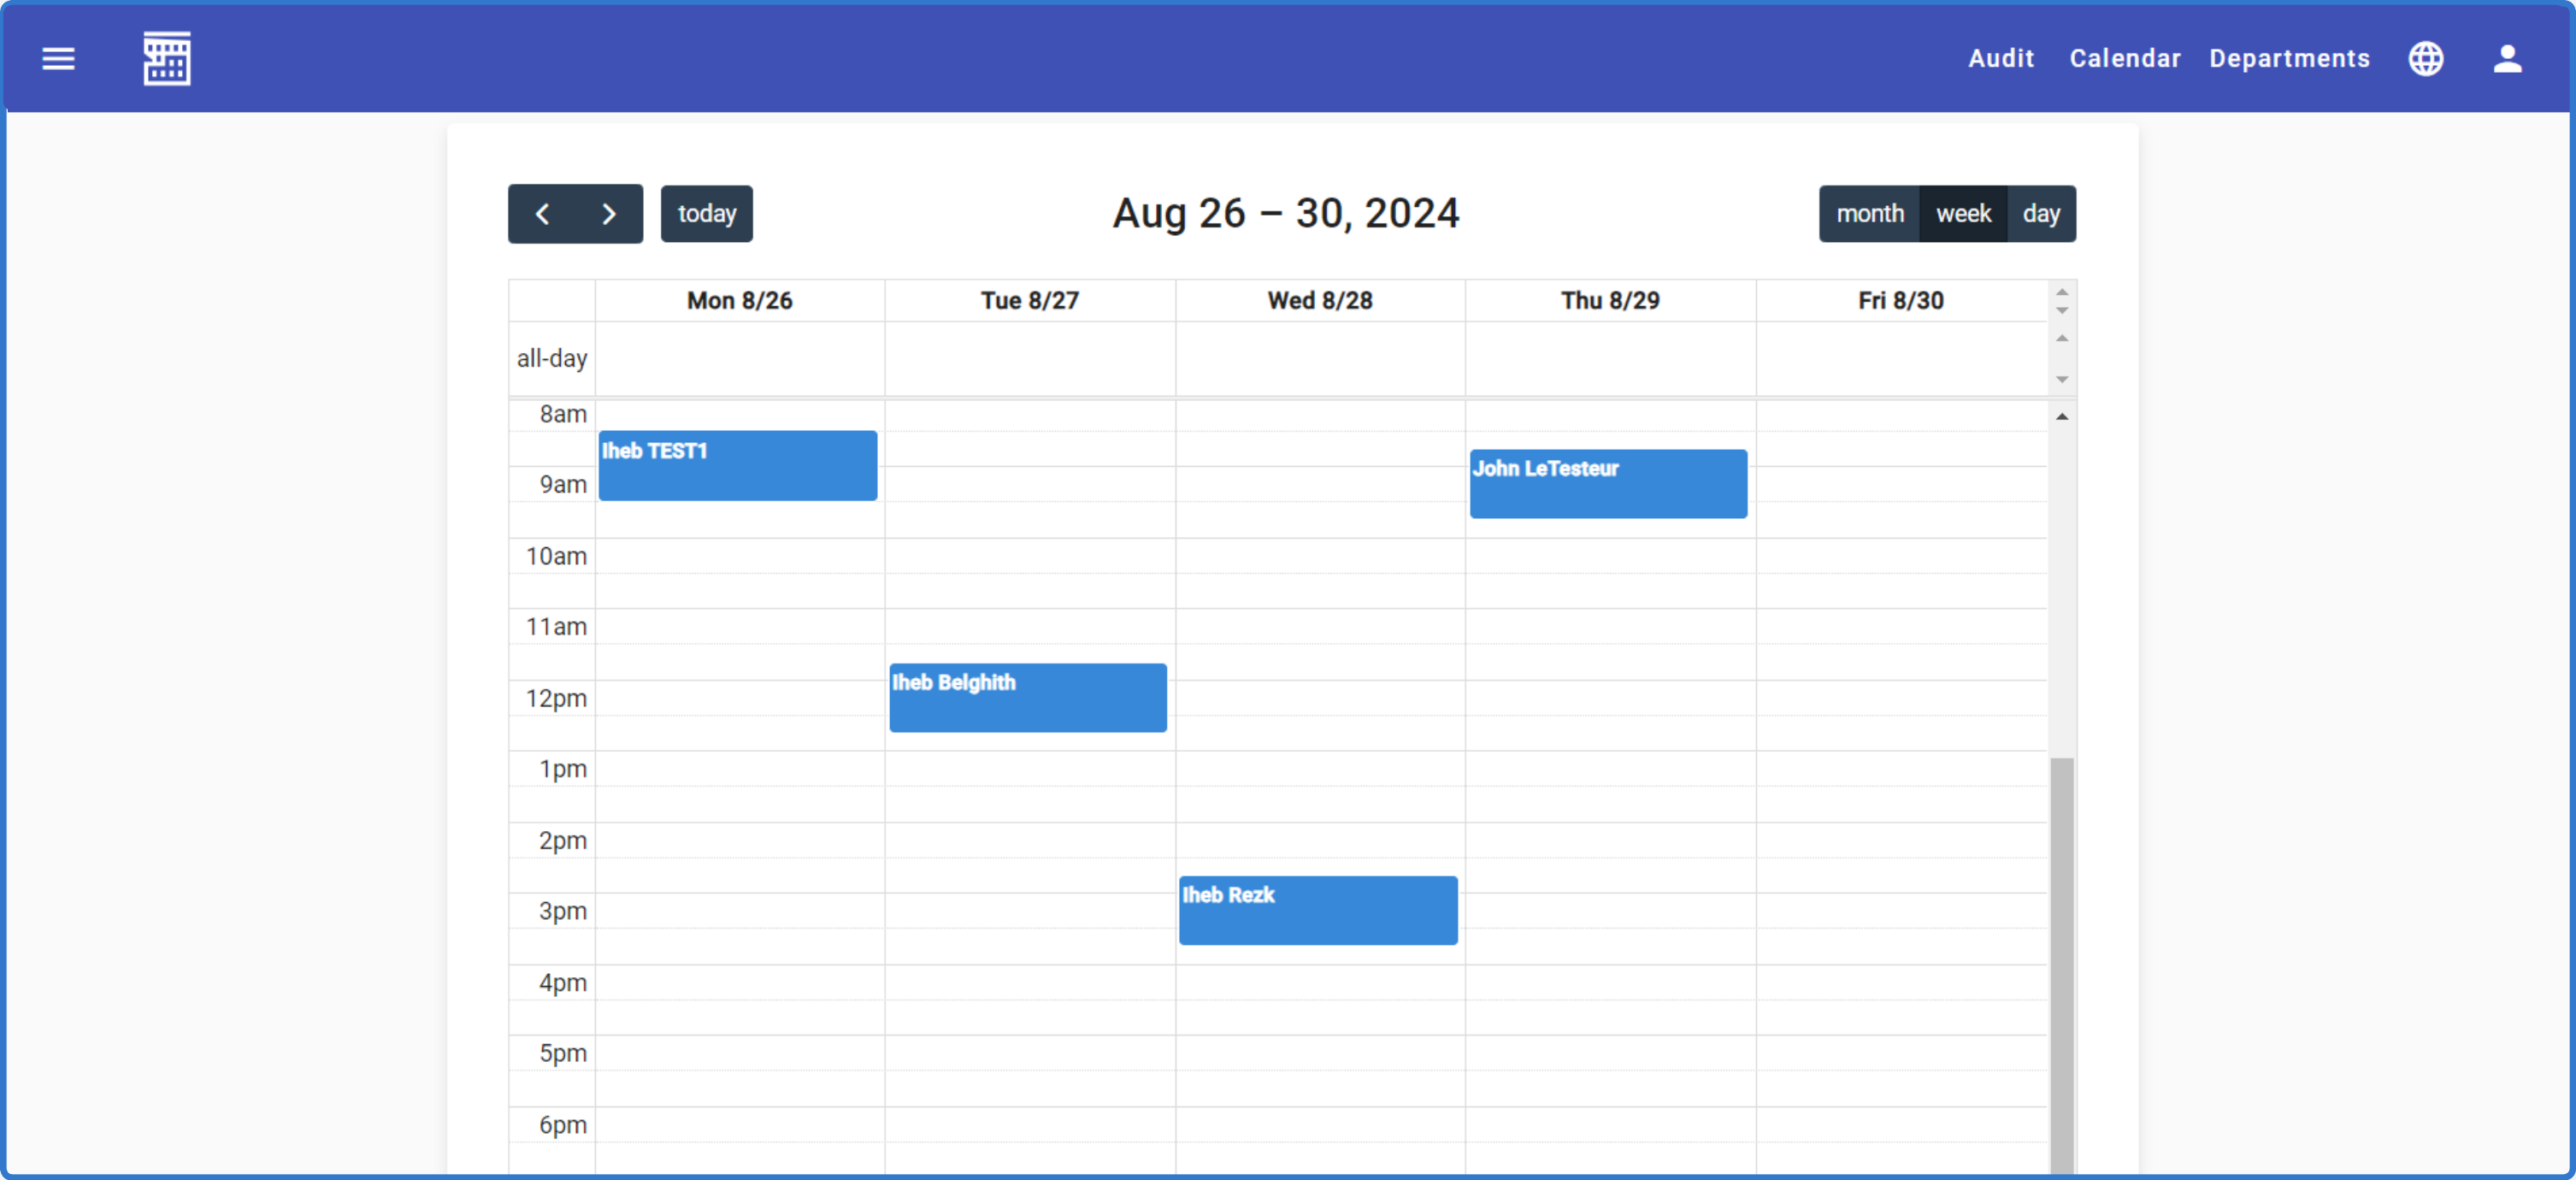 Audit Calendar Departments
today
Aug 26 – 30, 2024
month week day
Mon 8/26 Tue 8/27 Wed 8/28 Thu 8/29 Fri 8/30
all-day
8am
Iheb TEST1
John LeTesteur
9am
10am
11am
Iheb Belghith
12pm
1pm
2pm
Iheb Rezk
3pm
4pm
5pm
6pm